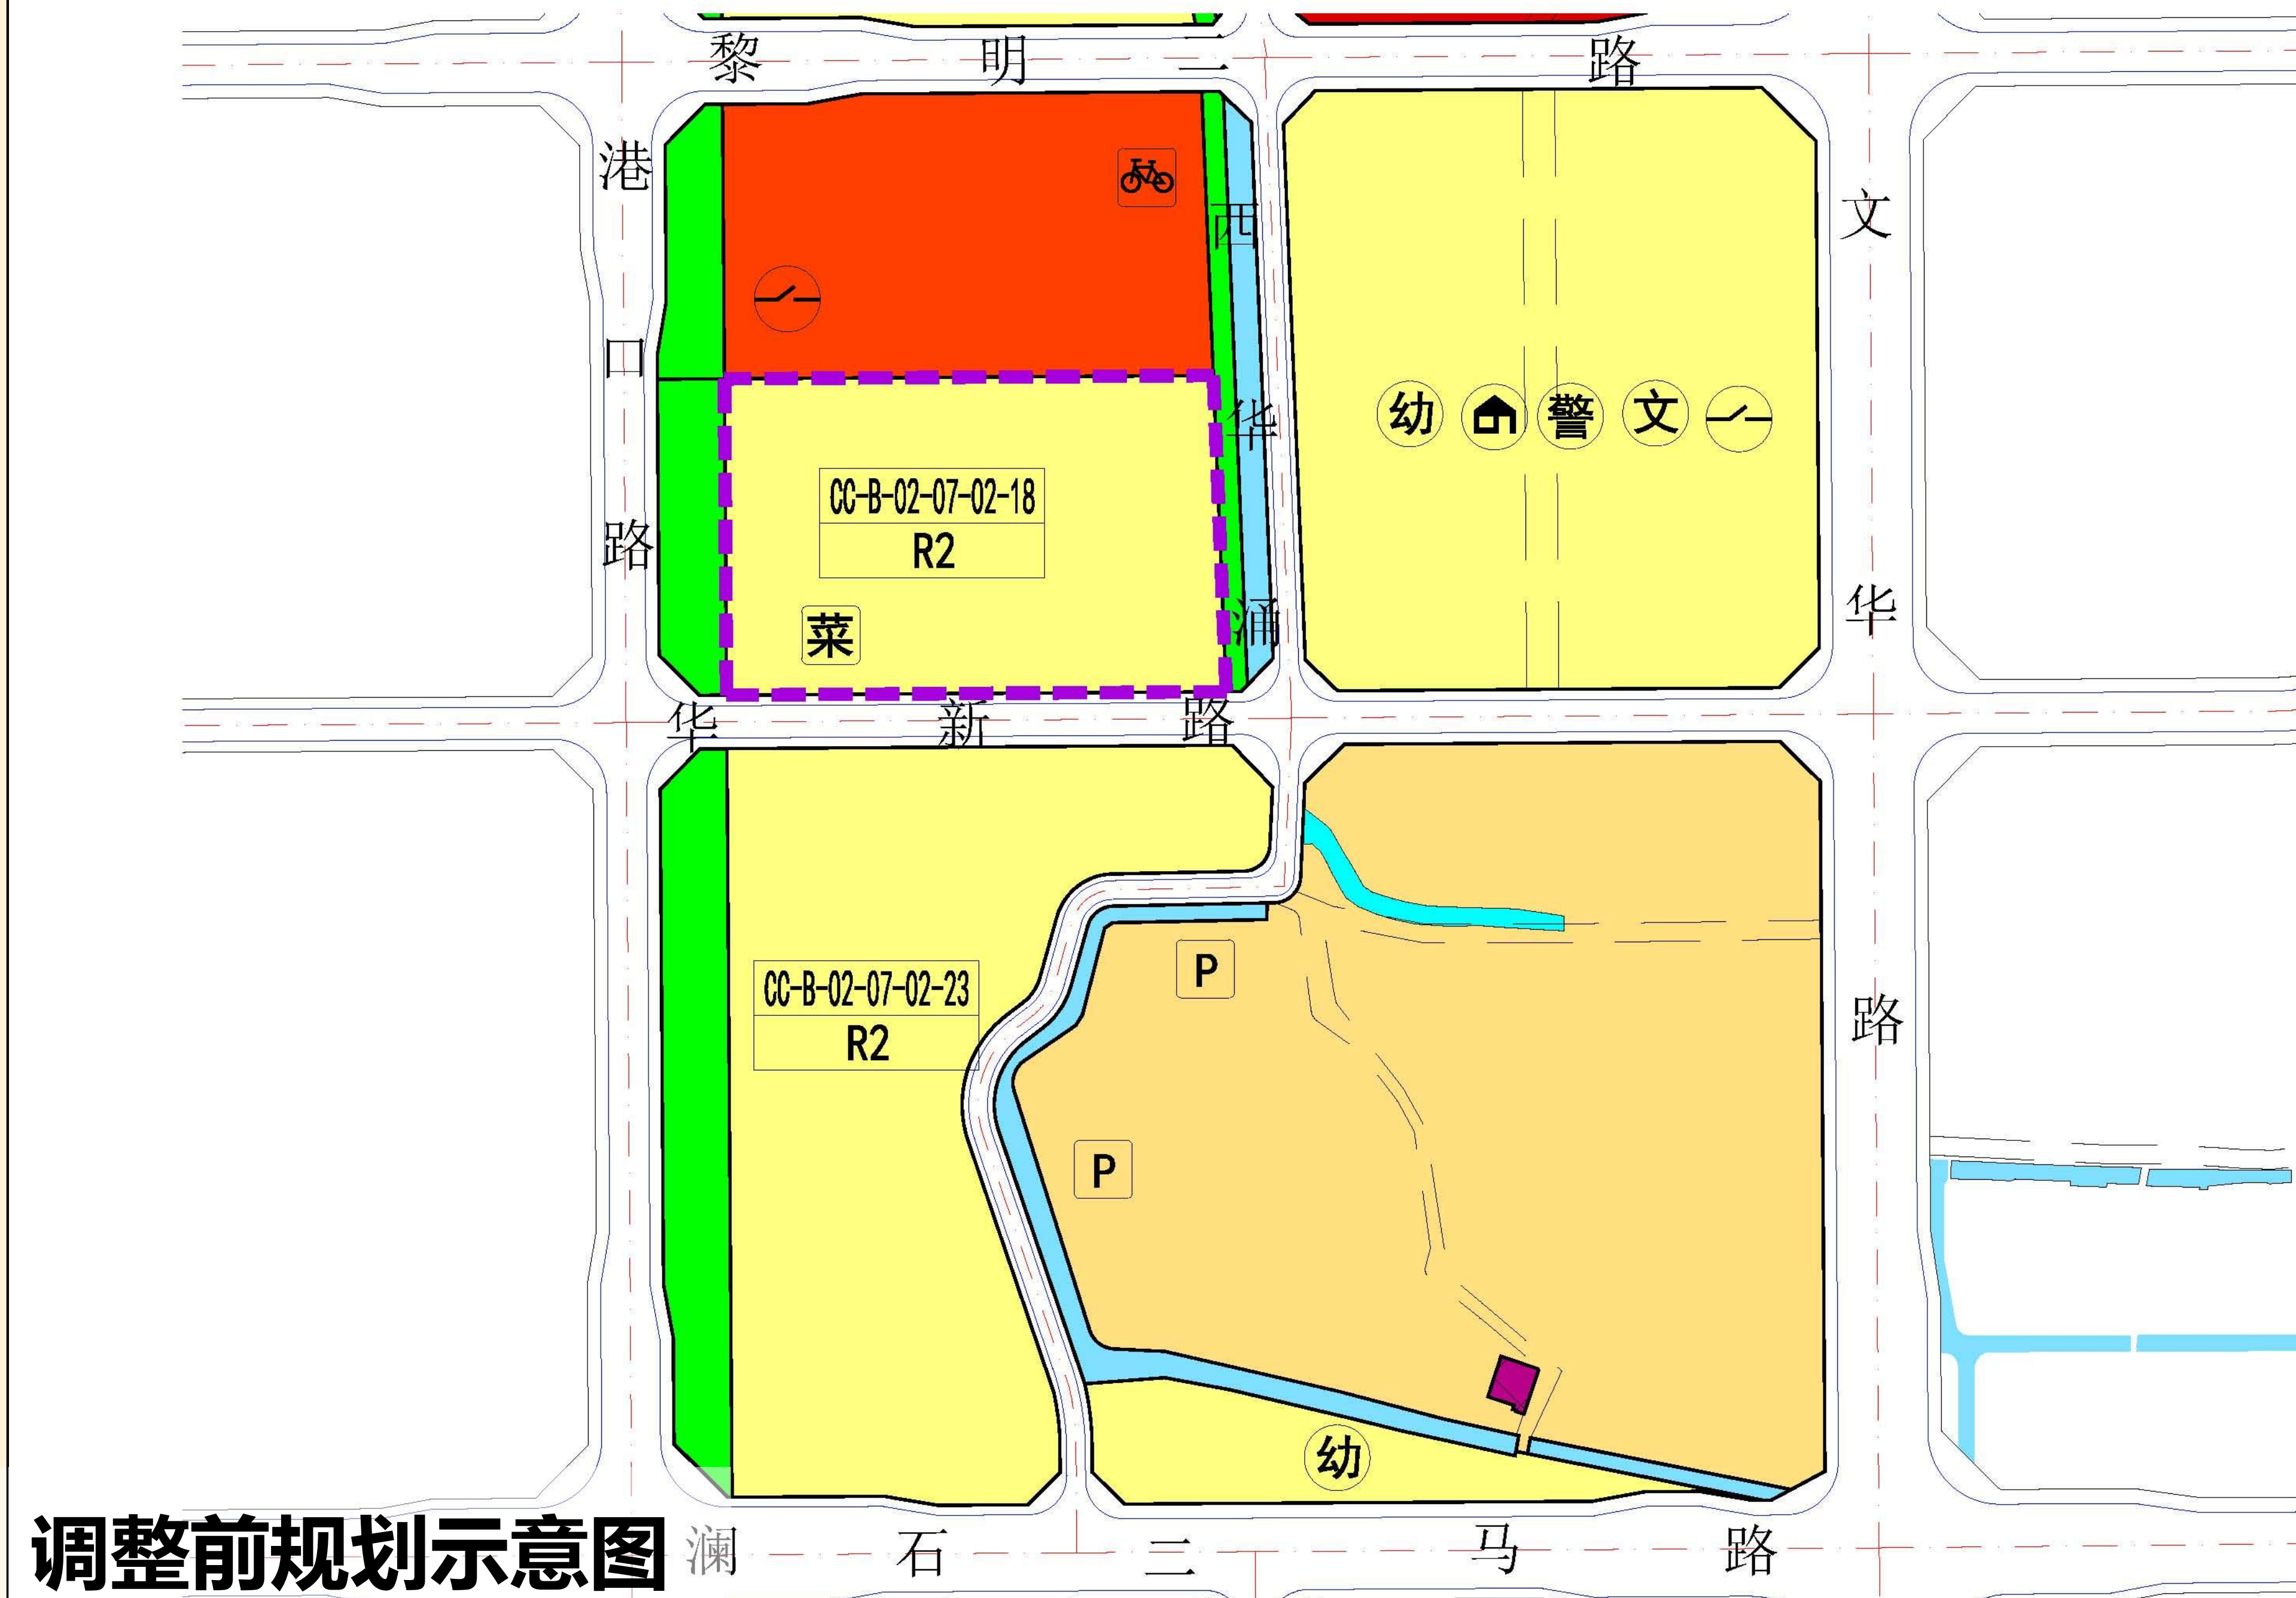 黎明二路
港口路
西华涌
文华路
幼 警 文
CC-B-02-07-02-18
R2
菜
华新路
CC-B-02-07-02-23
R2
P
P
幼
澜石二马路
调整前规划示意图